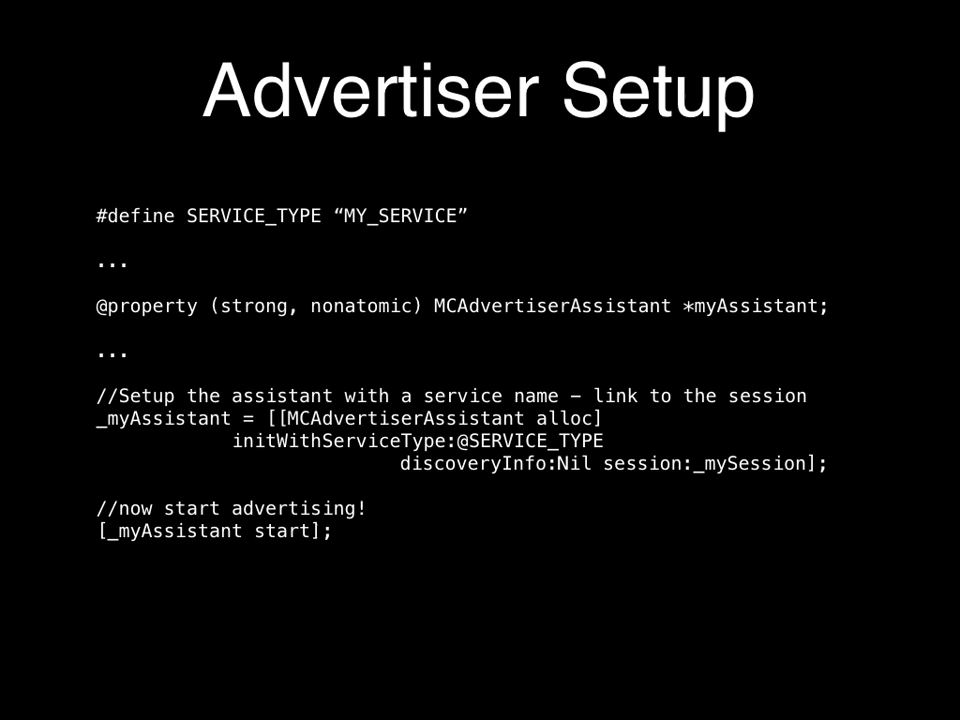 Advertiser Setup
#define SERVICE_TYPE “MY_SERVICE”
...
@property (strong, nonatomic) MCAdvertiserAssistant *myAssistant;
...
//Setup the assistant with a service name – link to the session
_myAssistant = [[MCAdvertiserAssistant alloc]
initWithServiceType:@SERVICE_TYPE
discoveryInfo:Nil session:_mySession];
//now start advertising!
[_myAssistant start];